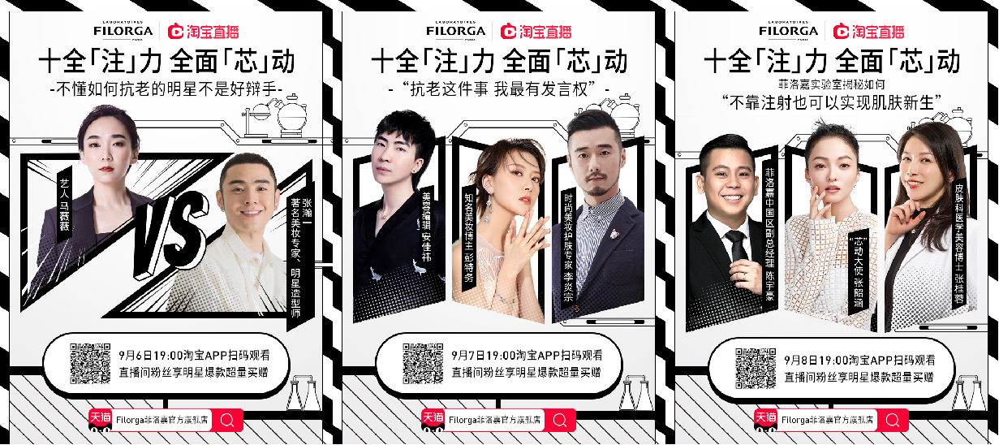 LABORATOIRES
FILORGA
PARIS
淘宝直播
十全「注」力 全面「芯」动
-不懂如何抗老的明星不是好辩手-
艺人 马薇薇
VS
张瀚一
著名美妆专家、明星造型师
9月6日19:00淘宝APP扫码观看
直播间粉丝享明星爆款超量买赠
天猫
Filorga菲洛嘉官方旗舰店
LABORATOIRES
FILORGA
PARIS
淘宝直播
十全「注」力 全面「芯」动
-“抗老这件事 我最有发言权”-
美容编辑 安佳祎
知名美妆博主 彭特务
时尚美妆护肤专家 李炎宗
9月7日19:00淘宝APP扫码观看
直播间粉丝享明星爆款超量买赠
天猫
Filorga菲洛嘉官方旗舰店
LABORATOIRES
FILORGA
PARIS
淘宝直播
十全「注」力 全面「芯」动
菲洛嘉实验室揭秘如何
“不靠注射也可以实现肌肤新生”
菲洛嘉中国区副总经理 陈宇豪
“芯”动大使 张韶涵
皮肤科医学美容博士 张桂蓉
9月8日19:00淘宝APP扫码观看
直播间粉丝享明星爆款超量买赠
天猫
Filorga菲洛嘉官方旗舰店